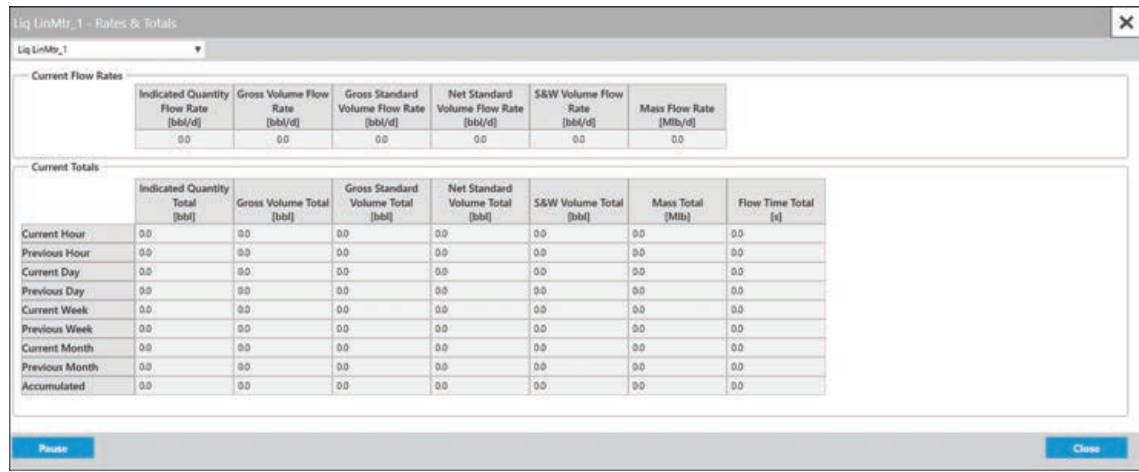 Liq LinMtr_1 - Rates & Totals
Liq LinMtr_1
Current Flow Rates
Indicated Quantity Gross Volume Flow Gross Standard Net Standard S&W Volume Flow
Flow Rate Rate Volume Flow Rate Volume Flow Rate Rate Mass Flow Rate
[bbl/d] [bbl/d] [bbl/d] [bbl/d] [bbl/d] [Mlb/d]
0.0 0.0 0.0 0.0 0.0 0.0
Current Totals
Indicated Quantity Gross Standard Net Standard
Total Gross Volume Total Volume Total Volume Total S&W Volume Total Mass Total Flow Time Total
[bbl] [bbl] [bbl] [bbl] [bbl] [Mlb] [s]
Current Hour 0.0 0.0 0.0 0.0 0.0 0.0 0.0
Previous Hour 0.0 0.0 0.0 0.0 0.0 0.0 0.0
Current Day 0.0 0.0 0.0 0.0 0.0 0.0 0.0
Previous Day 0.0 0.0 0.0 0.0 0.0 0.0 0.0
Current Week 0.0 0.0 0.0 0.0 0.0 0.0 0.0
Previous Week 0.0 0.0 0.0 0.0 0.0 0.0 0.0
Current Month 0.0 0.0 0.0 0.0 0.0 0.0 0.0
Previous Month 0.0 0.0 0.0 0.0 0.0 0.0 0.0
Accumulated 0.0 0.0 0.0 0.0 0.0 0.0 0.0
Pause Close